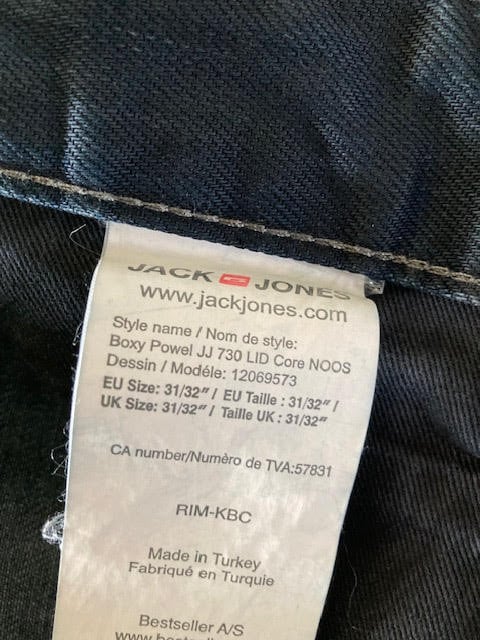 JACK JONES
www.jackjones.com
Style name / Nom de style:
Boxy Powel JJ 730 LID Core NOOS
Dessin / Modéle: 12069573
EU Size: 31/32" / EU Taille : 31/32" /
UK Size: 31/32" / Taille UK : 31/32"
CA number/Numèro de TVA:57831
RIM-KBC
Made in Turkey
Fabriqué en Turquie
Bestseller A/S